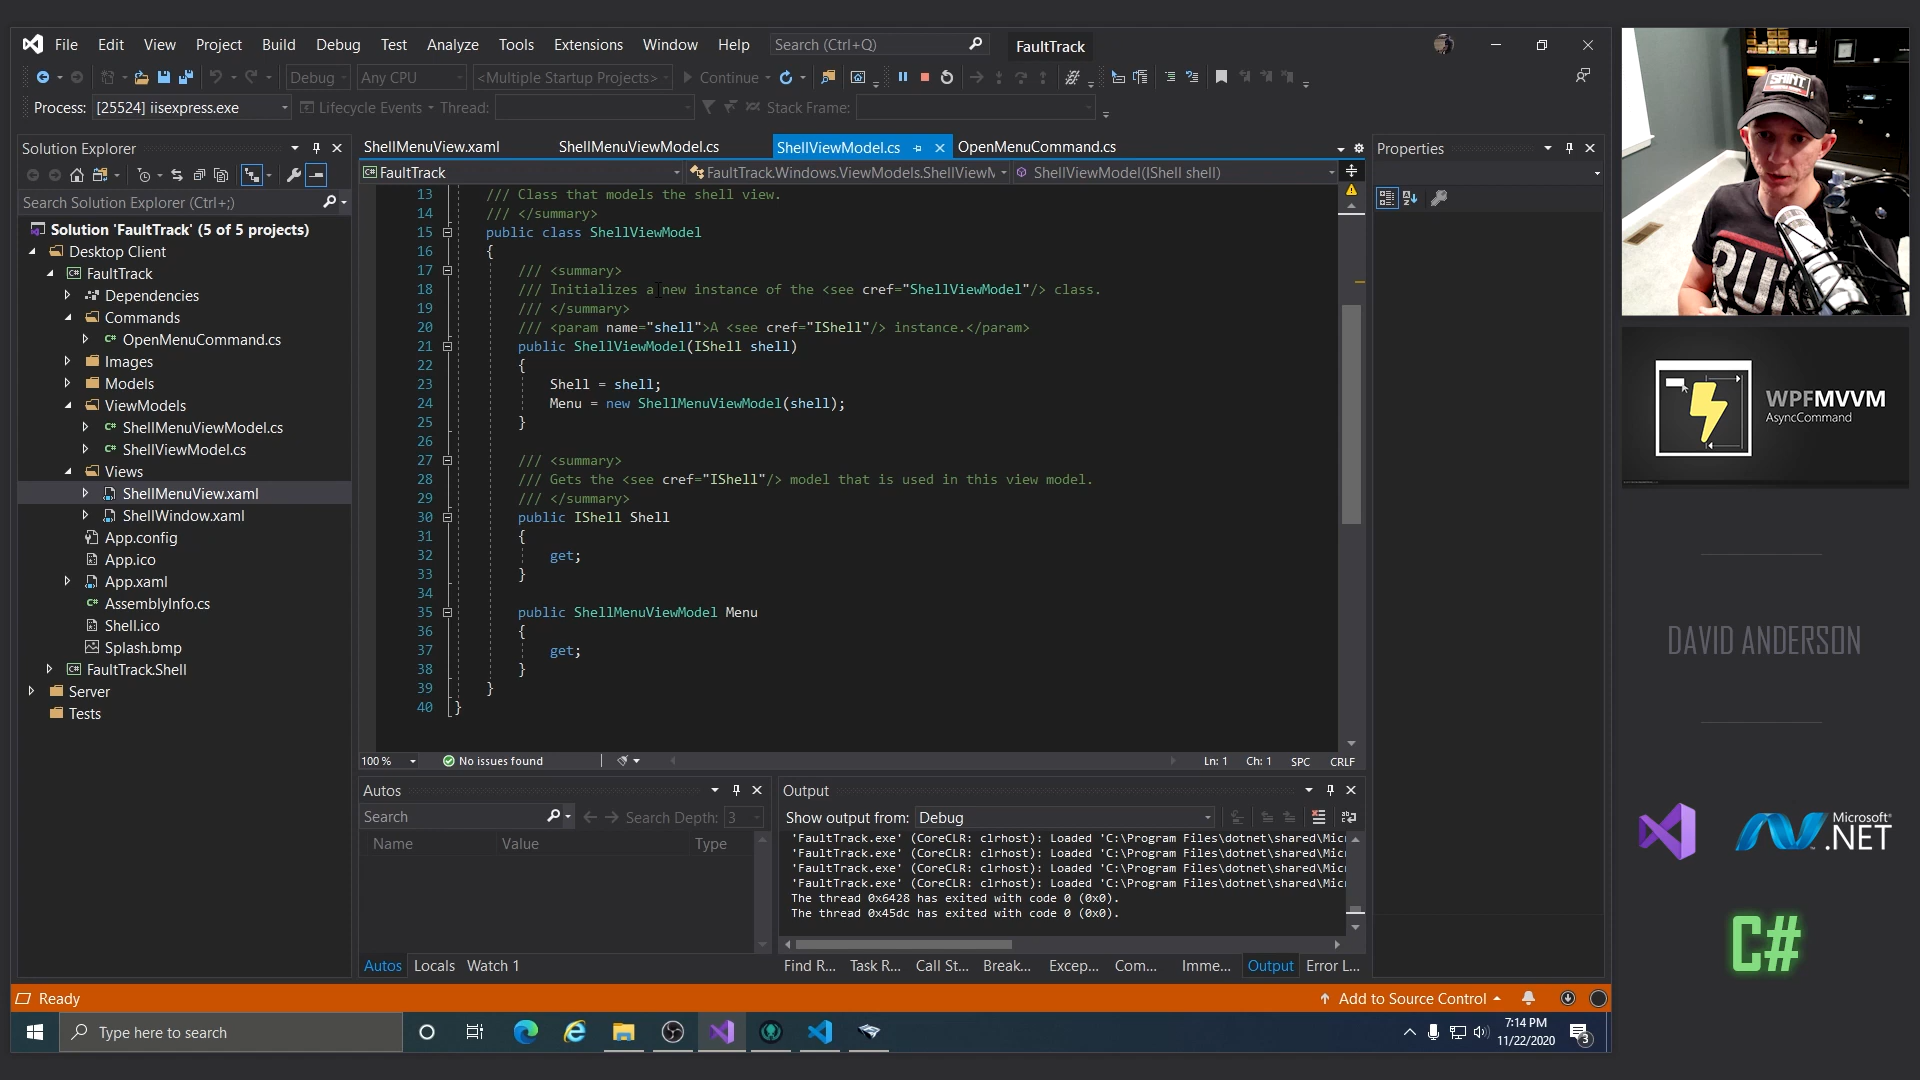 File Edit View Project Build Debug Test Analyze Tools Extensions Window Help Search (Ctrl+Q) FaultTrack
Debug Any CPU <Multiple Startup Projects> Continue
Process: [25524] iisexpress.exe Lifecycle Events Thread: Stack Frame:
Solution Explorer
Search Solution Explorer (Ctrl+;)
Solution 'FaultTrack' (5 of 5 projects)
Desktop Client
FaultTrack
Dependencies
Commands
OpenMenuCommand.cs
Images
Models
ViewModels
ShellMenuViewModel.cs
ShellViewModel.cs
Views
ShellMenuView.xaml
ShellWindow.xaml
App.config
App.ico
App.xaml
AssemblyInfo.cs
Shell.ico
Splash.bmp
FaultTrack.Shell
Server
Tests
ShellMenuView.xaml ShellMenuViewModel.cs ShellViewModel.cs OpenMenuCommand.cs
FaultTrack FaultTrack.Windows.ViewModels.ShellViewM ShellViewModel(IShell shell)
13 /// Class that models the shell view.
14 /// </summary>
15 public class ShellViewModel
16 {
17 /// <summary>
18 /// Initializes a new instance of the <see cref="ShellViewModel"/> class.
19 /// </summary>
20 /// <param name="shell">A <see cref="IShell"/> instance.</param>
21 public ShellViewModel(IShell shell)
22 {
23 Shell = shell;
24 Menu = new ShellMenuViewModel(shell);
25 }
26
27 /// <summary>
28 /// Gets the <see cref="IShell"/> model that is used in this view model.
29 /// </summary>
30 public IShell Shell
31 {
32 get;
33 }
34
35 public ShellMenuViewModel Menu
36 {
37 get;
38 }
39 }
40 }
100 % No issues found Ln: 1 Ch: 1 SPC CRLF
Autos
Search Search Depth: 3
Name Value Type
Autos Locals Watch 1
Output
Show output from: Debug
'FaultTrack.exe' (CoreCLR: clrhost): Loaded 'C:\Program Files\dotnet\shared\Micr
'FaultTrack.exe' (CoreCLR: clrhost): Loaded 'C:\Program Files\dotnet\shared\Micr
'FaultTrack.exe' (CoreCLR: clrhost): Loaded 'C:\Program Files\dotnet\shared\Micr
'FaultTrack.exe' (CoreCLR: clrhost): Loaded 'C:\Program Files\dotnet\shared\Micr
The thread 0x6428 has exited with code 0 (0x0).
The thread 0x45dc has exited with code 0 (0x0).
Find R... Task R... Call St... Break... Excep... Com... Imme... Output Error L...
Properties
Ready Add to Source Control
Type here to search
7:14 PM
11/22/2020
3
SAINT
RUN
WPFMVVM
AsyncCommand
DAVID ANDERSON
Microsoft®
.NET
C#